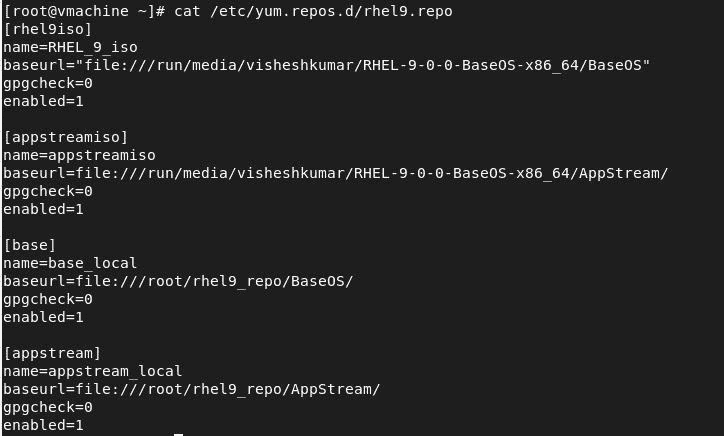 [root@vmachine ~]# cat /etc/yum.repos.d/rhel9.repo
[rhel9iso]
name=RHEL_9_iso
baseurl="file:///run/media/visheshkumar/RHEL-9-0-0-BaseOS-x86_64/BaseOS"
gpgcheck=0
enabled=1

[appstreamiso]
name=appstreamiso
baseurl=file:///run/media/visheshkumar/RHEL-9-0-0-BaseOS-x86_64/AppStream/
gpgcheck=0
enabled=1

[base]
name=base_local
baseurl=file:///root/rhel9_repo/BaseOS/
gpgcheck=0
enabled=1

[appstream]
name=appstream_local
baseurl=file:///root/rhel9_repo/AppStream/
gpgcheck=0
enabled=1